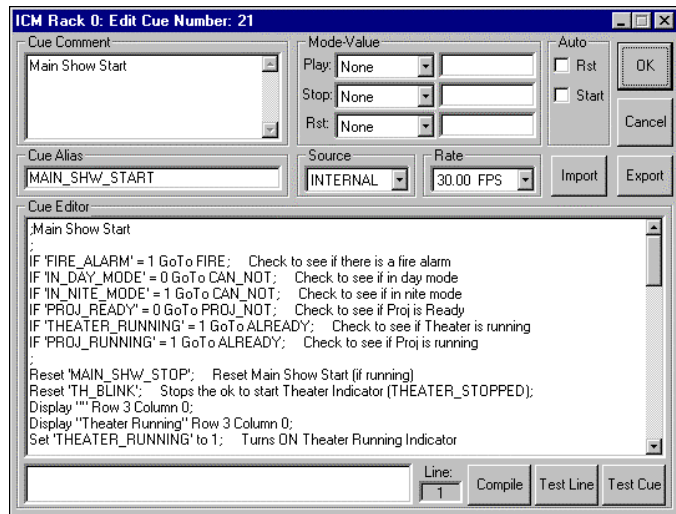 ICM Rack 0: Edit Cue Number: 21
Cue Comment
Main Show Start
Mode-Value
Play: None
Stop: None
Rst: None
Auto
Rst
Start
OK
Cancel
Cue Alias
MAIN_SHW_START
Source
INTERNAL
Rate
30.00 FPS
Import
Export
Cue Editor
;Main Show Start
;
IF 'FIRE_ALARM' = 1 GoTo FIRE; Check to see if there is a fire alarm
IF 'IN_DAY_MODE' = 0 GoTo CAN_NOT; Check to see if in day mode
IF 'IN_NITE_MODE' = 1 GoTo CAN_NOT; Check to see if in nite mode
IF 'PROJ_READY' = 0 GoTo PROJ_NOT; Check to see if Proj is Ready
IF 'THEATER_RUNNING' = 1 GoTo ALREADY; Check to see if Theater is running
IF 'PROJ_RUNNING' = 1 GoTo ALREADY; Check to see if Proj is running
;
Reset 'MAIN_SHW_STOP'; Reset Main Show Start (if running)
Reset 'TH_BLINK'; Stops the ok to start Theater Indicator (THEATER_STOPPED);
Display "" Row 3 Column 0;
Display "Theater Running" Row 3 Column 0;
Set 'THEATER_RUNNING' to 1; Turns ON Theater Running Indicator
Line:
1
Compile
Test Line
Test Cue